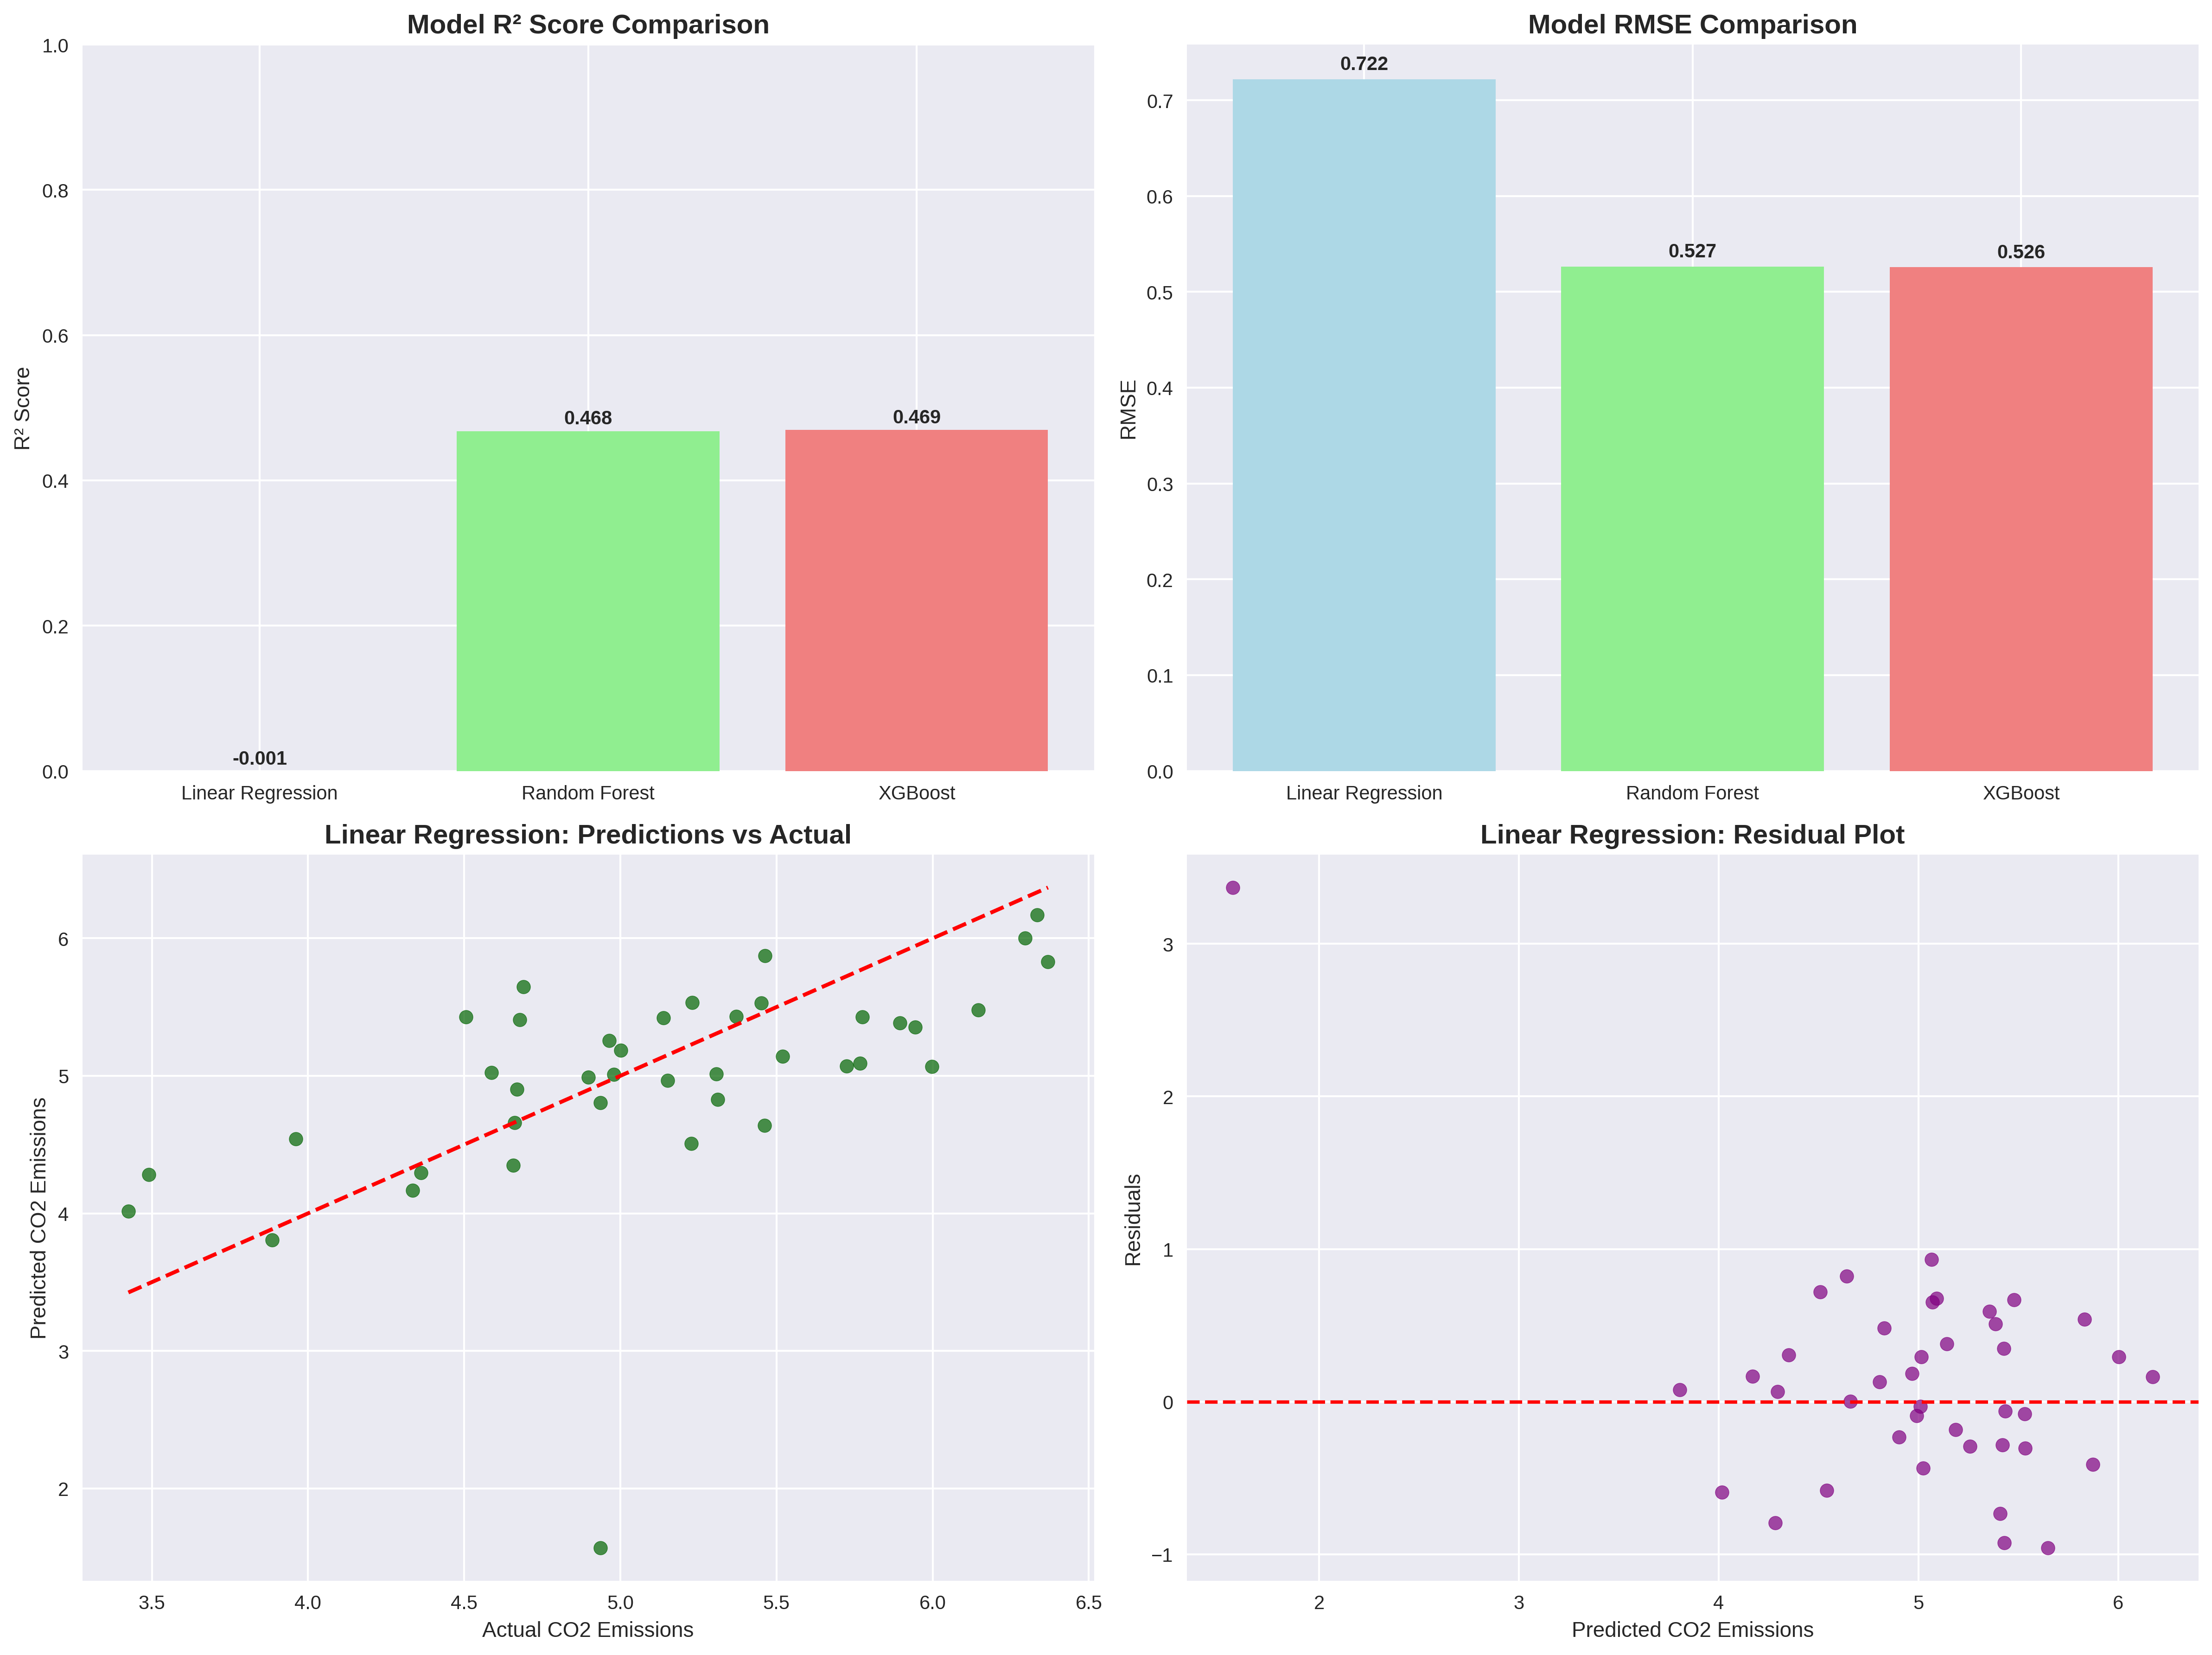 Model R² Score Comparison
R² Score
1.0
0.8
0.6
0.4
0.2
0.0
-0.001
0.468
0.469
Linear Regression
Random Forest
XGBoost
Model RMSE Comparison
RMSE
0.7
0.6
0.5
0.4
0.3
0.2
0.1
0.0
0.722
0.527
0.526
Linear Regression
Random Forest
XGBoost
Linear Regression: Predictions vs Actual
Predicted CO2 Emissions
6
5
4
3
2
3.5
4.0
4.5
5.0
5.5
6.0
6.5
Actual CO2 Emissions
Linear Regression: Residual Plot
Residuals
3
2
1
0
−1
2
3
4
5
6
Predicted CO2 Emissions